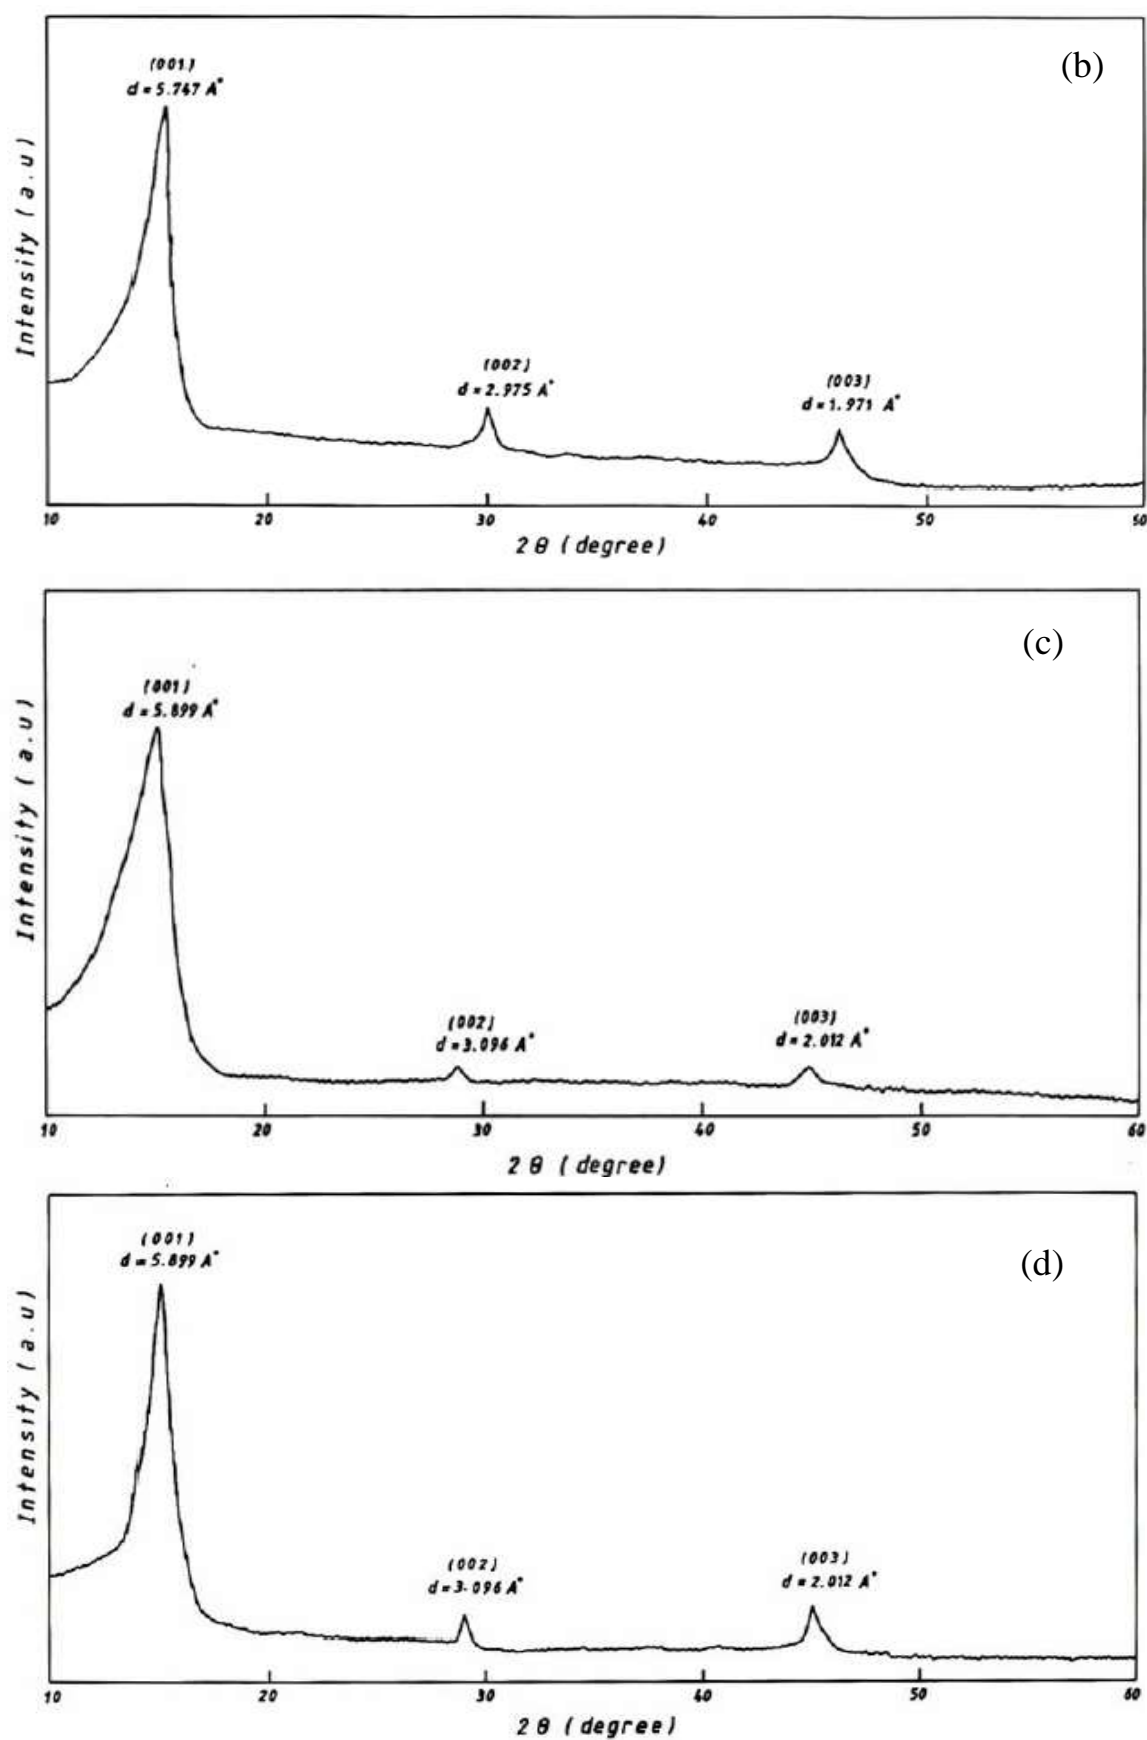 (b)
(001)
d = 5.747 A°
(002)
d = 2.975 A°
(003)
d = 1.971 A°
Intensity ( a.u )
10 20 30 40 50 50
2 θ ( degree )
(c)
(001)
d = 5.899 A°
(002)
d = 3.096 A°
(003)
d = 2.012 A°
Intensity ( a.u )
10 20 30 40 50 60
2 θ ( degree )
(d)
(001)
d = 5.899 A°
(002)
d = 3.096 A°
(003)
d = 2.012 A°
Intensity ( a.u )
10 20 30 40 50 60
2 θ ( degree )